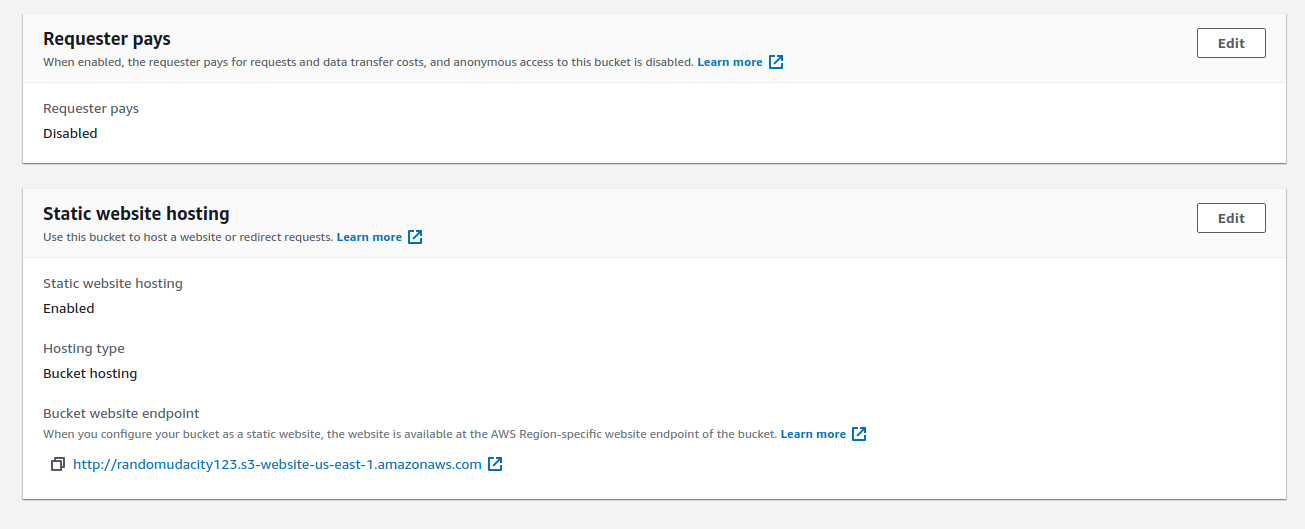 Requester pays
Edit
When enabled, the requester pays for requests and data transfer costs, and anonymous access to this bucket is disabled. Learn more
Requester pays
Disabled
Static website hosting
Edit
Use this bucket to host a website or redirect requests. Learn more
Static website hosting
Enabled
Hosting type
Bucket hosting
Bucket website endpoint
When you configure your bucket as a static website, the website is available at the AWS Region-specific website endpoint of the bucket. Learn more
http://randomudacity123.s3-website-us-east-1.amazonaws.com